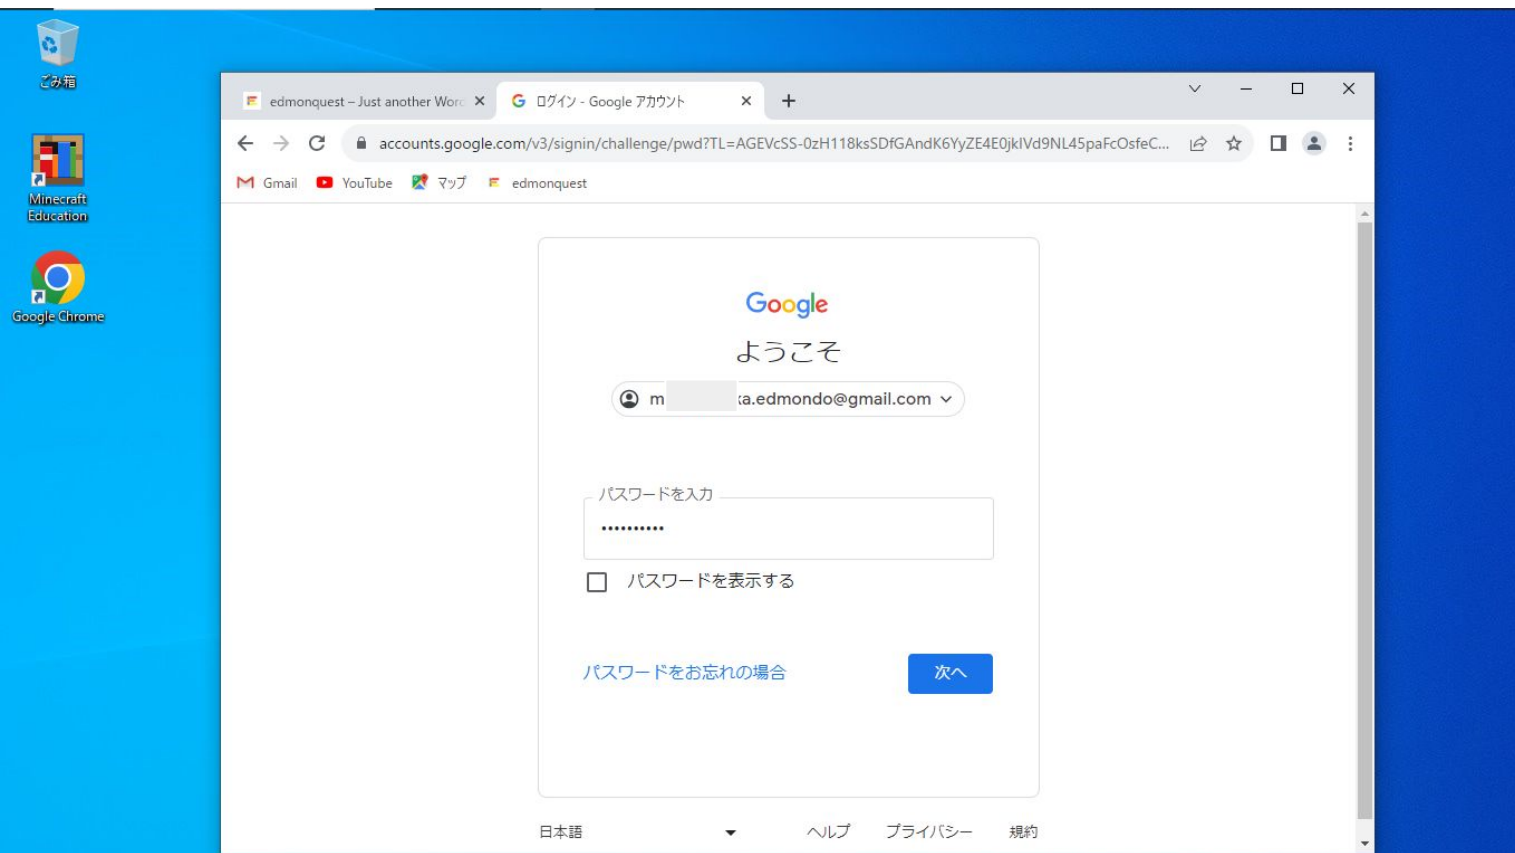 ごみ箱
Minecraft
Education
Google Chrome
edmonquest – Just another Word
ログイン - Google アカウント
accounts.google.com/v3/signin/challenge/pwd?TL=AGEVcSS-0zH118ksSDfGAndK6YyZE4E0jkIVd9NL45paFcOsfeC...
Gmail YouTube マップ edmonquest
Google
ようこそ
m a.edmondo@gmail.com
パスワードを入力
••••••••••
パスワードを表示する
パスワードをお忘れの場合 次へ
日本語 ヘルプ プライバシー 規約